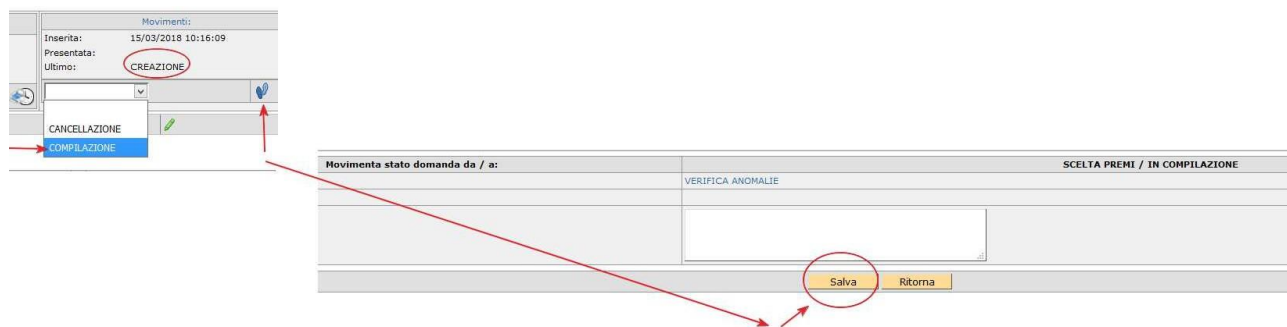 Movimenti:
Inserita: 15/03/2018 10:16:09
Presentata:
Ultimo: CREAZIONE
CANCELLAZIONE
COMPILAZIONE
Movimenta stato domanda da / a: SCELTA PREMI / IN COMPILAZIONE
VERIFICA ANOMALIE
Salva Ritorna